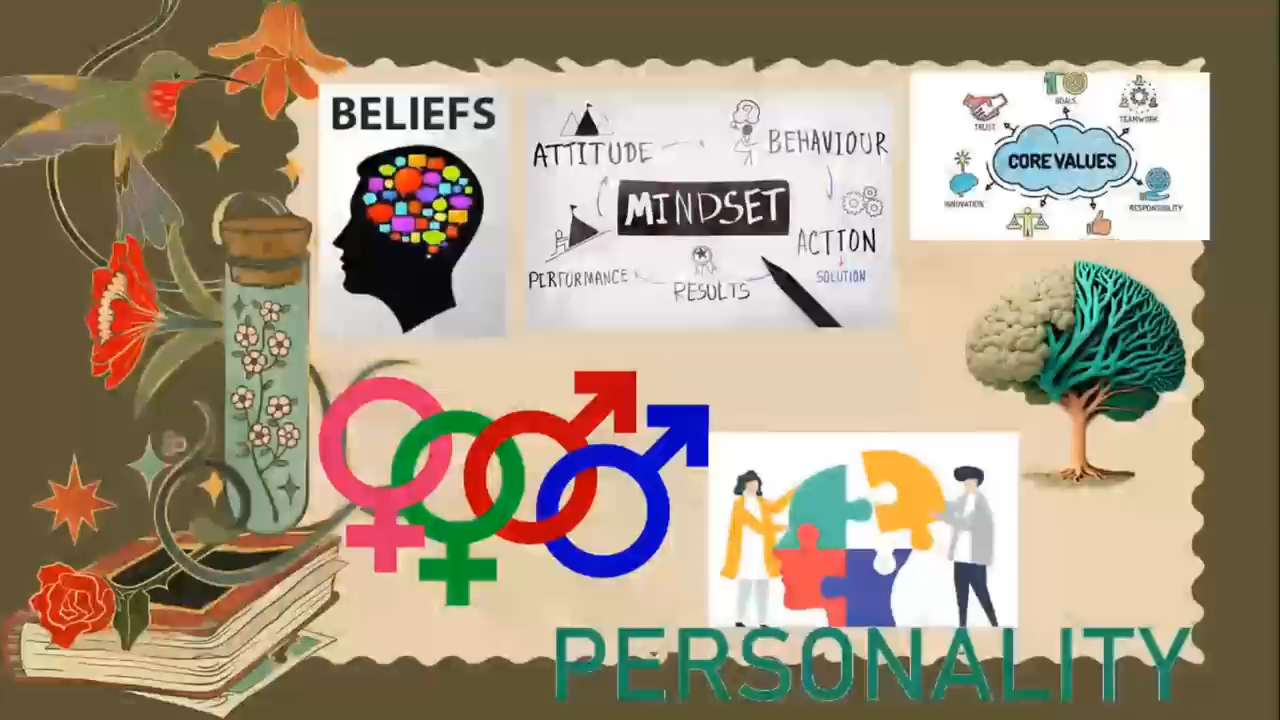 BELIEFS
ATTITUDE
BEHAVIOUR
MINDSET
ACTION
SOLUTION
PERFORMANCE
RESULTS
GOALS
TRUST
TEAMWORK
CORE VALUES
INNOVATION
RESPONSIBILITY
PERSONALITY